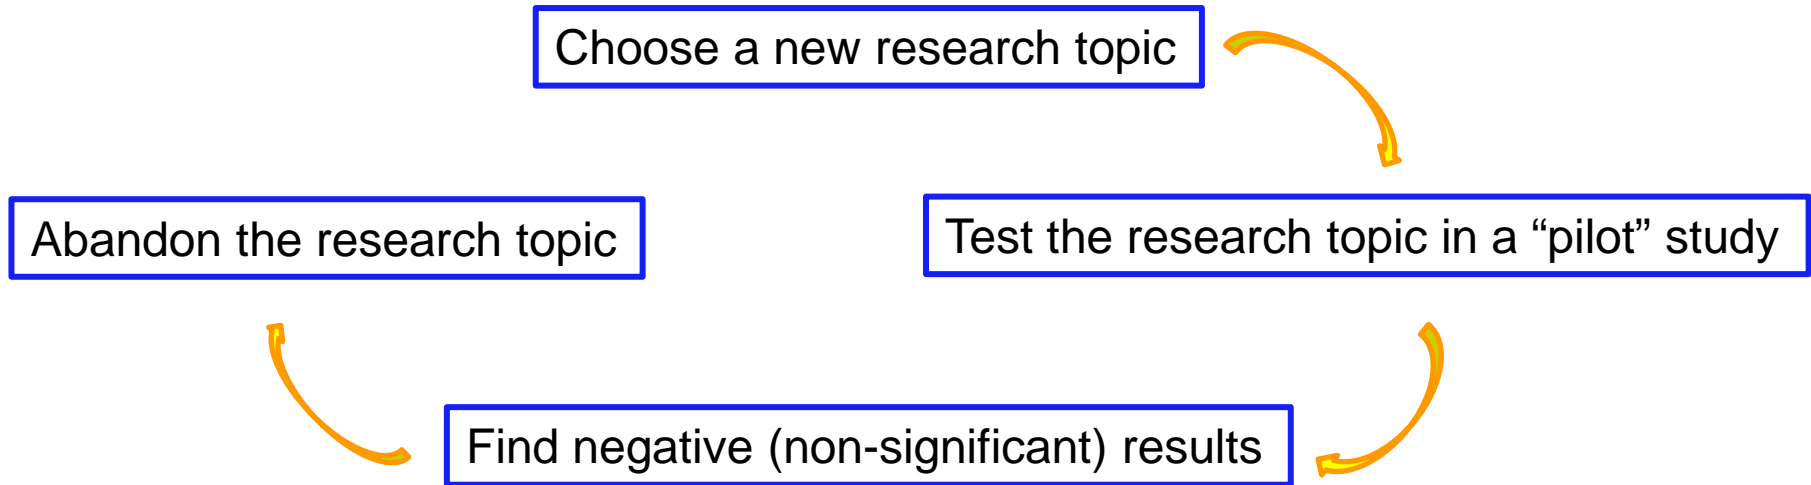 Choose a new research topic
Abandon the research topic
Test the research topic in a “pilot” study
Find negative (non-significant) results